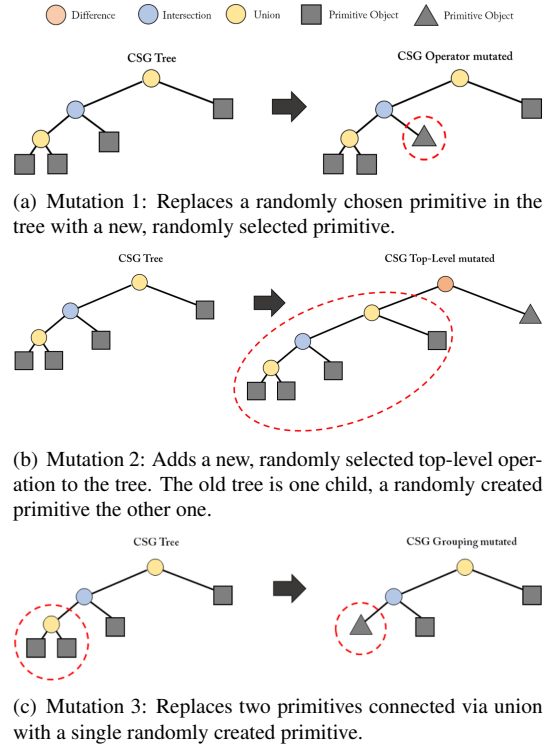 Difference Intersection Union Primitive Object Primitive Object
CSG Tree CSG Operator mutated
(a) Mutation 1: Replaces a randomly chosen primitive in the
tree with a new, randomly selected primitive.
CSG Tree CSG Top-Level mutated
(b) Mutation 2: Adds a new, randomly selected top-level oper-
ation to the tree. The old tree is one child, a randomly created
primitive the other one.
CSG Tree CSG Grouping mutated
(c) Mutation 3: Replaces two primitives connected via union
with a single randomly created primitive.